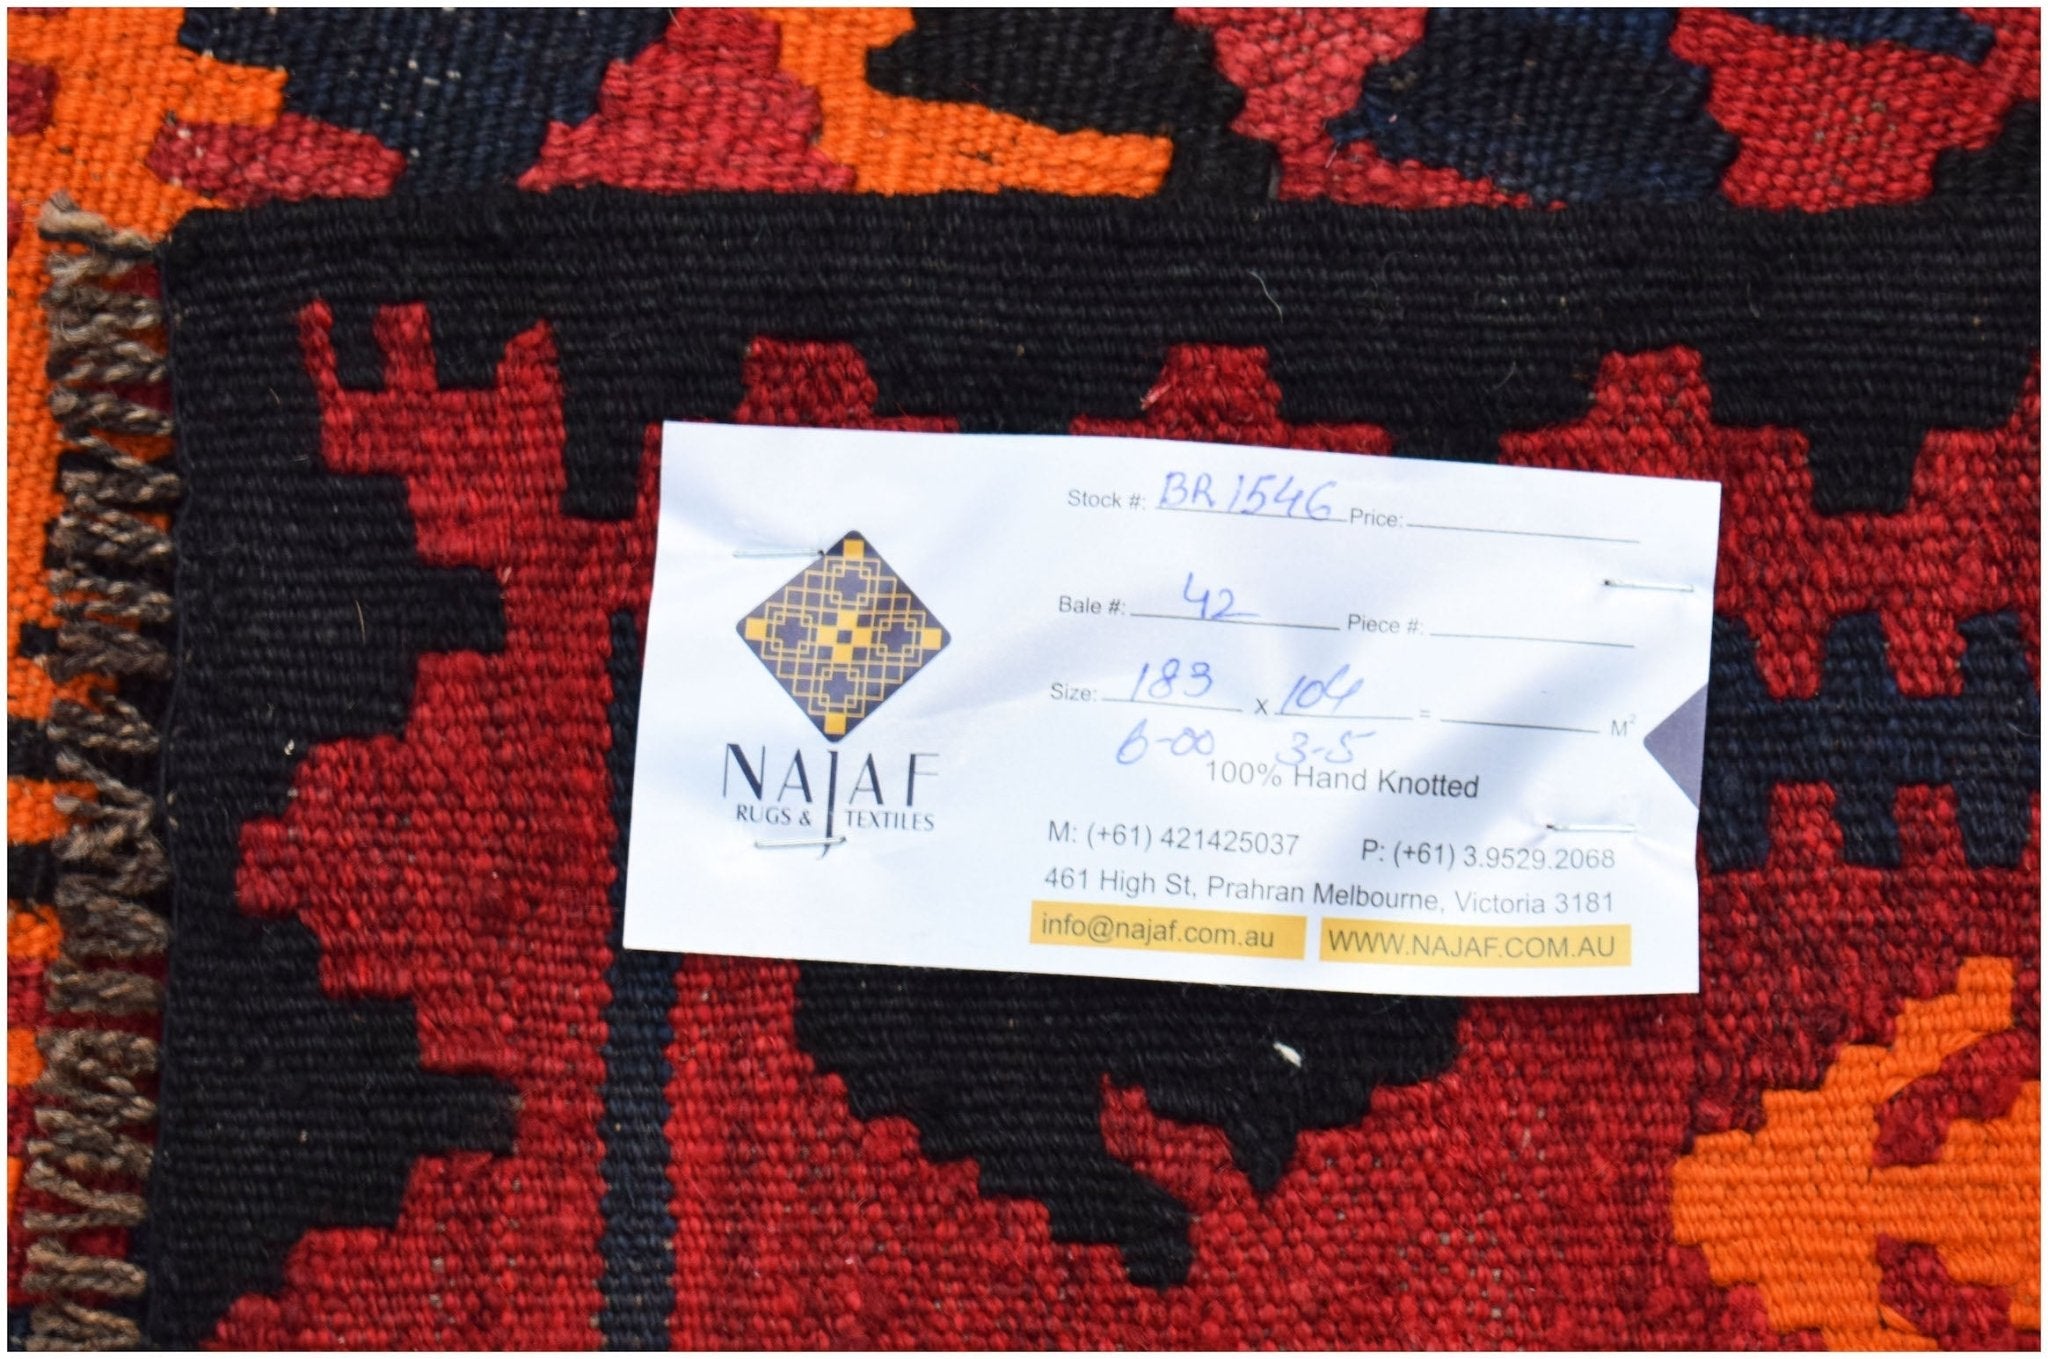 NAJAF
RUGS & TEXTILES
Stock #: BR1546 Price:
Bale #: 42 Piece #:
Size: 183 x 104 = M²
6-00 3-5
100% Hand Knotted
M: (+61) 421425037 P: (+61) 3.9529.2068
461 High St, Prahran Melbourne, Victoria 3181
info@najaf.com.au WWW.NAJAF.COM.AU